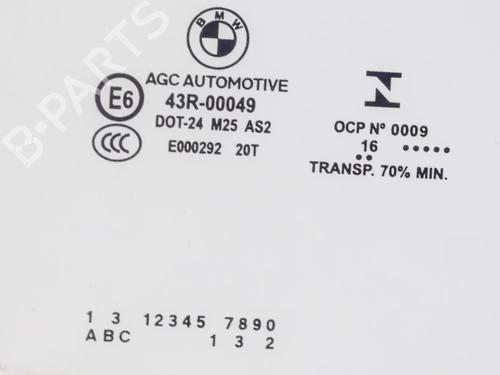 BMW
AGC AUTOMOTIVE
E6
43R-00049
DOT-24 M25 AS2
CCC
E000292 20T
N
OCP Nº 0009
16 •••••
••
TRANSP. 70% MIN.
1 3 12345 7890
ABC 1 3 2
B-PARTS